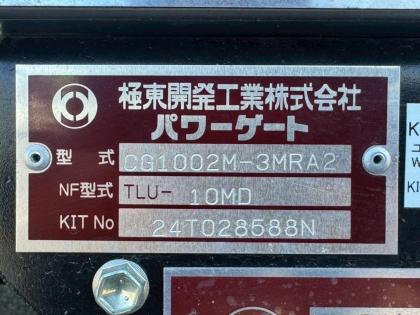 極東開発工業株式会社
パワーゲート
型 式 CG1002M-3MRA2
NF型式 TLU- 10MD
KIT No 24T028588N